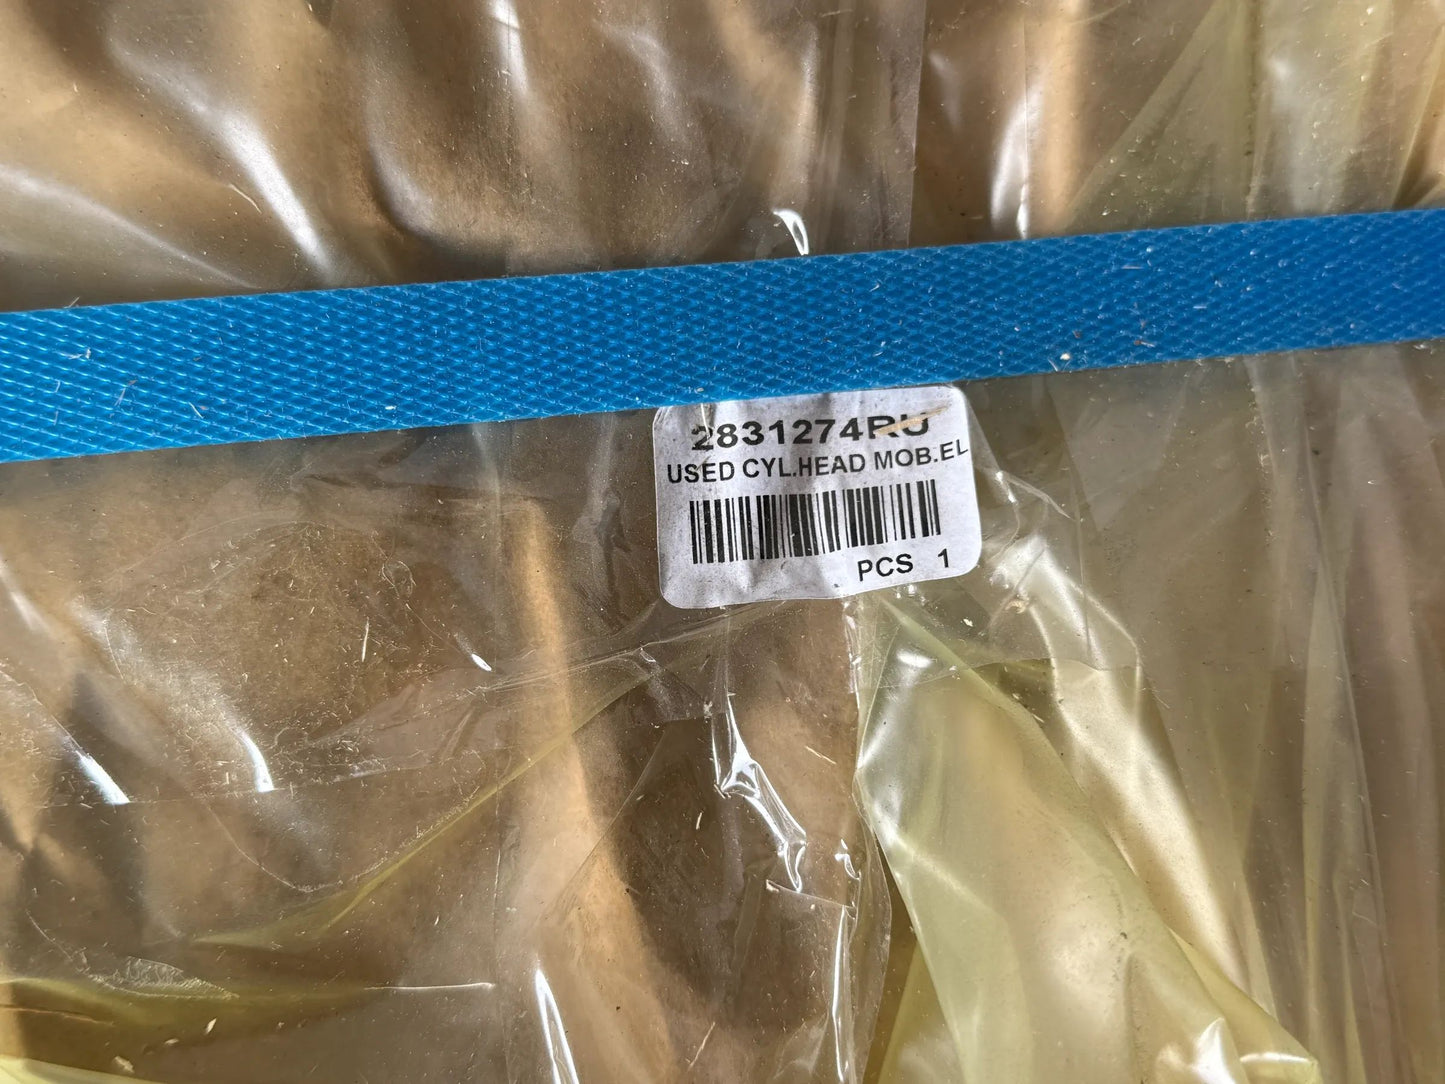 2831274RU
USED CYL.HEAD MOB.EL
PCS 1